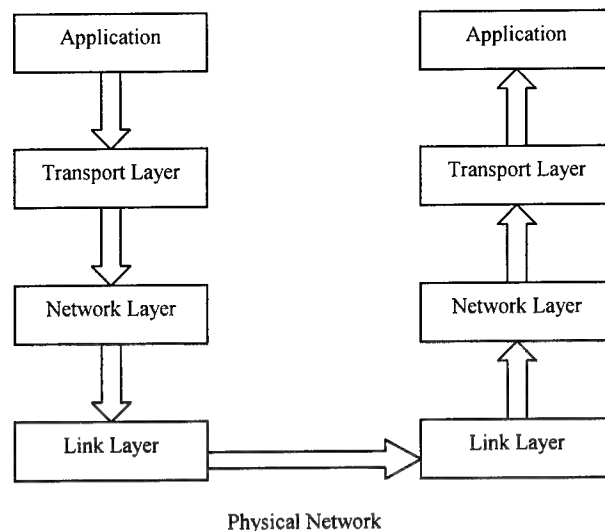 Application
Application
Transport Layer
Transport Layer
Network Layer
Network Layer
Link Layer
Link Layer
Physical Network